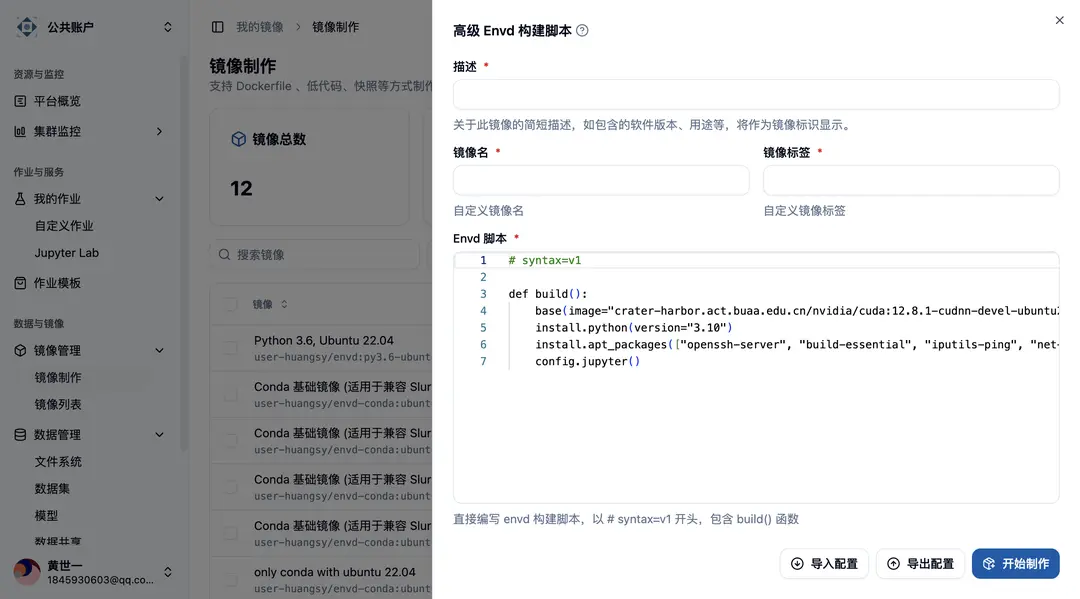 公共账户
资源与监控
平台概览
集群监控
作业与服务
我的作业
自定义作业
Jupyter Lab
作业模板
数据与镜像
镜像管理
镜像制作
镜像列表
数据管理
文件系统
数据集
模型
数据共享
黄世一
1845930603@qq.co...
我的镜像 > 镜像制作
镜像制作
支持 Dockerfile 、低代码、快照等方式制作
镜像总数
12
搜索镜像
镜像
Python 3.6, Ubuntu 22.04
user-huangsy/envd:py3.6-ubunt
Conda 基础镜像 (适用于兼容 Slur
user-huangsy/envd-conda:ubunt
Conda 基础镜像 (适用于兼容 Slur
user-huangsy/envd-conda:ubunt
Conda 基础镜像 (适用于兼容 Slur
user-huangsy/envd-conda:ubunt
Conda 基础镜像 (适用于兼容 Slur
user-huangsy/envd-conda:ubunt
only conda with ubuntu 22.04
user-huangsy/envd-conda:ubunt
高级 Envd 构建脚本
描述 *
关于此镜像的简短描述，如包含的软件版本、用途等，将作为镜像标识显示。
镜像名 * 镜像标签 *
自定义镜像名 自定义镜像标签
Envd 脚本 *
1 # syntax=v1
2
3 def build():
4 base(image="crater-harbor.act.buaa.edu.cn/nvidia/cuda:12.8.1-cudnn-devel-ubuntu2
5 install.python(version="3.10")
6 install.apt_packages(["openssh-server", "build-essential", "iputils-ping", "net-
7 config.jupyter()
直接编写 envd 构建脚本，以 # syntax=v1 开头，包含 build() 函数
导入配置 导出配置 开始制作